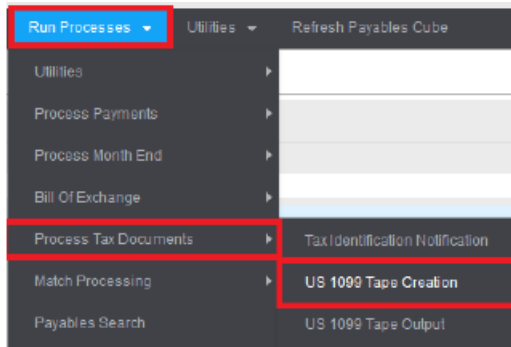 Run Processes Utilities Refresh Payables Cube
Utilities
Process Payments
Process Month End
Bill Of Exchange
Process Tax Documents Tax Identification Notification
Match Processing US 1099 Tape Creation
Payables Search US 1099 Tape Output